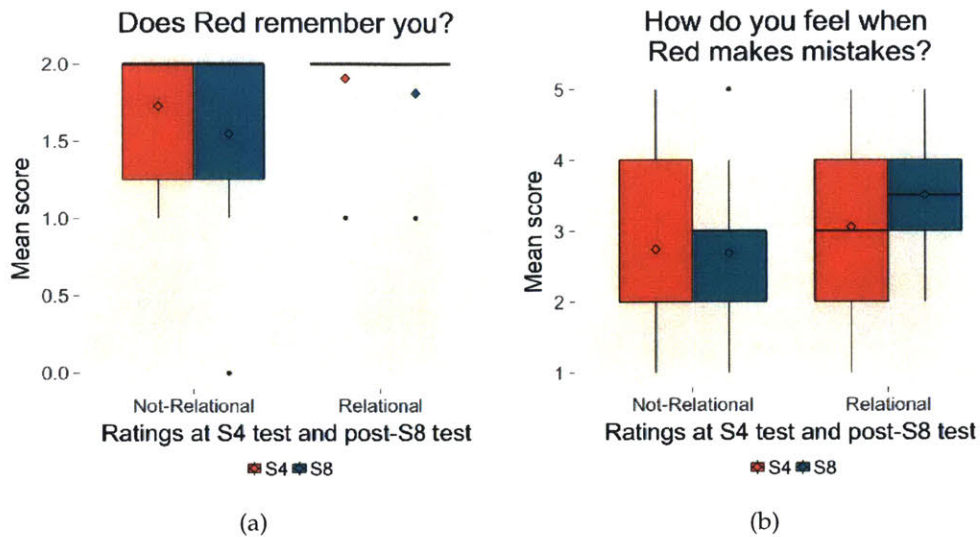 Does Red remember you?
Mean score
2.0
1.5
1.0
0.5
0.0
Not-Relational
Relational
Ratings at S4 test and post-S8 test
S4 S8
(a)
How do you feel when
Red makes mistakes?
Mean score
5
4
3
2
1
Not-Relational
Relational
Ratings at S4 test and post-S8 test
S4 S8
(b)